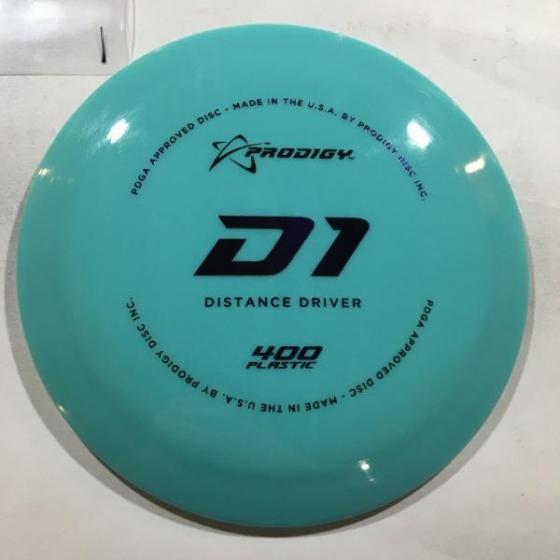 PDGA APPROVED DISC - MADE IN THE U.S.A. BY PRODIGY DISC INC.
PRODIGY
D1
DISTANCE DRIVER
400
PLASTIC
PDGA APPROVED DISC - MADE IN THE U.S.A. BY PRODIGY DISC INC.